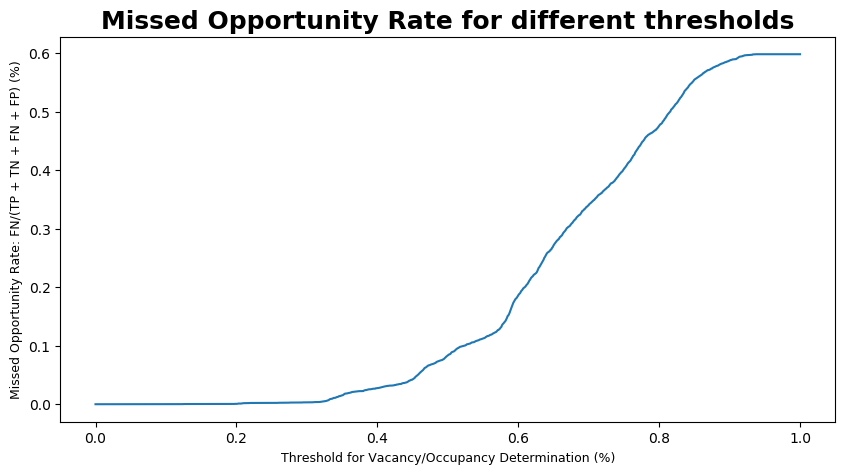 Missed Opportunity Rate for different thresholds
Missed Opportunity Rate: FN/(TP + TN + FN + FP) (%)
0.6
0.5
0.4
0.3
0.2
0.1
0.0
0.0 0.2 0.4 0.6 0.8 1.0
Threshold for Vacancy/Occupancy Determination (%)